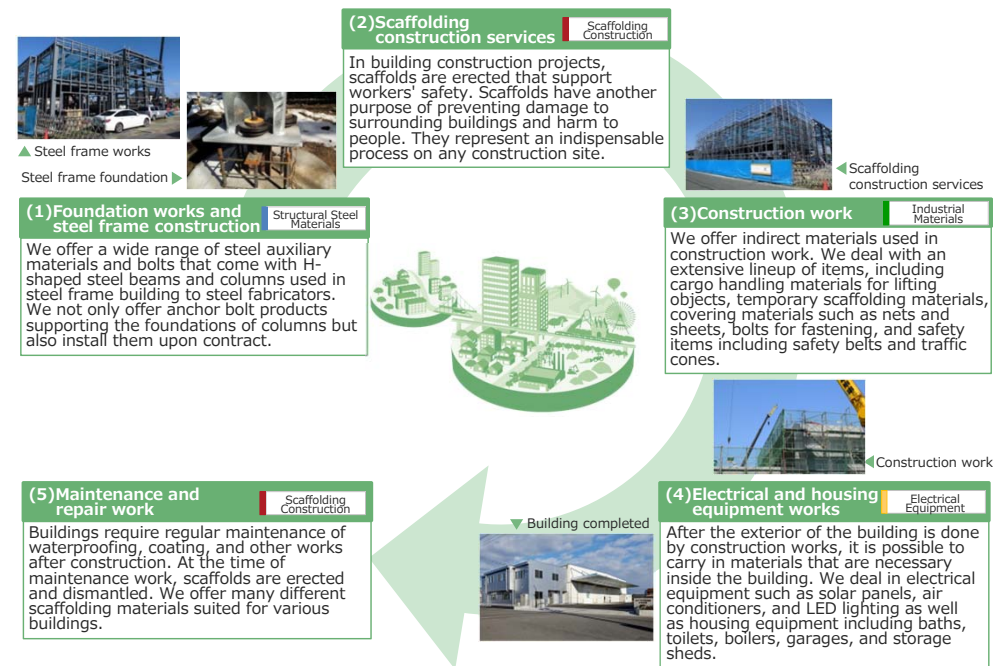 (2)Scaffolding
construction services
Scaffolding
Construction
In building construction projects,
scaffolds are erected that support
workers' safety. Scaffolds have another
purpose of preventing damage to
surrounding buildings and harm to
people. They represent an indispensable
process on any construction site.
▲ Steel frame works
Steel frame foundation ▶
◀ Scaffolding
construction services
(1)Foundation works and
steel frame construction
Structural Steel
Materials
We offer a wide range of steel auxiliary
materials and bolts that come with H-
shaped steel beams and columns used in
steel frame building to steel fabricators.
We not only offer anchor bolt products
supporting the foundations of columns but
also install them upon contract.
(3)Construction work
Industrial
Materials
We offer indirect materials used in
construction work. We deal with an
extensive lineup of items, including
cargo handling materials for lifting
objects, temporary scaffolding materials,
covering materials such as nets and
sheets, bolts for fastening, and safety
items including safety belts and traffic
cones.
◀ Construction work
(5)Maintenance and
repair work
Scaffolding
Construction
Buildings require regular maintenance of
waterproofing, coating, and other works
after construction. At the time of
maintenance work, scaffolds are erected
and dismantled. We offer many different
scaffolding materials suited for various
buildings.
▼ Building completed
(4)Electrical and housing
equipment works
Electrical
Equipment
After the exterior of the building is done
by construction works, it is possible to
carry in materials that are necessary
inside the building. We deal in electrical
equipment such as solar panels, air
conditioners, and LED lighting as well
as housing equipment including baths,
toilets, boilers, garages, and storage
sheds.